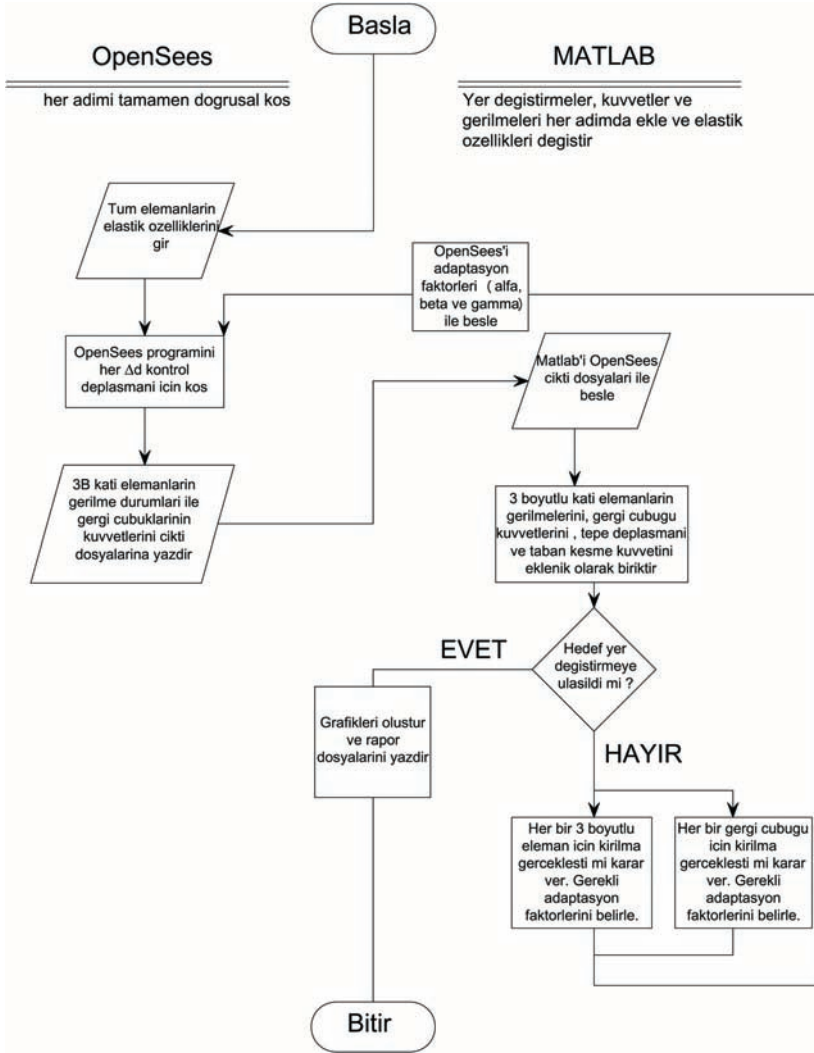 Basla
OpenSees
her adimi tamamen dogrusal kos
MATLAB
Yer degistirmeler, kuvvetler ve
gerilmeleri her adimda ekle ve elastik
ozellikleri degistir
Tum elemanlarin
elastik ozelliklerini
gir
OpenSees'i
adaptasyon
faktorleri ( alfa,
beta ve gamma)
ile besle
OpenSees programini
her Δd kontrol
deplasmani icin kos
Matlab'i OpenSees
cikti dosyalari ile
besle
3B kati elemanlarin
gerilme durumlari ile
gergi cubuklarinin
kuvvetlerini cikti
dosyalarina yazdir
3 boyutlu kati elemanlarin
gerilmelerini, gergi cubugu
kuvvetlerini , tepe deplasmani
ve taban kesme kuvvetini
eklenik olarak biriktir
EVET
Hedef yer
degistirmeye
ulasildi mi ?
Grafikleri olustur
ve rapor
dosyalarini yazdir
HAYIR
Her bir 3 boyutlu
eleman icin kirilma
gerceklesti mi karar
ver. Gerekli
adaptasyon
faktorlerini belirle.
Her bir gergi cubugu
icin kirilma
gerceklesti mi karar
ver. Gerekli
adaptasyon
faktorlerini belirle.
Bitir